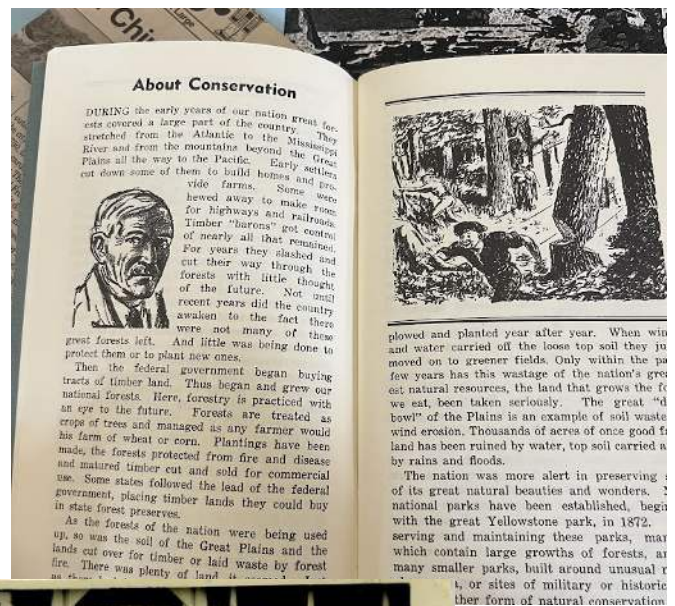 Chi
Large
About Conservation
DURING the early years of our nation great for-
ests covered a large part of the country. They
stretched from the Atlantic to the Mississippi
River and from the mountains beyond the Great
Plains all the way to the Pacific. Early settlers
cut down some of them to build homes and pro-
vide farms. Some were
hewed away to make room
for highways and railroads.
Timber "barons" got control
of nearly all that remained.
For years they slashed and
cut their way through the
forests with little thought
of the future. Not until
recent years did the country
awaken to the fact there
were not many of these
great forests left. And little was being done to
protect them or to plant new ones.
Then the federal government began buying
tracts of timber land. Thus began and grew our
national forests. Here, forestry is practiced with
an eye to the future. Forests are treated as
crops of trees and managed as any farmer would
his farm of wheat or corn. Plantings have been
made, the forests protected from fire and disease
and matured timber cut and sold for commercial
use. Some states followed the lead of the federal
government, placing timber lands they could buy
in state forest preserves.
As the forests of the nation were being used
up, so was the soil of the Great Plains and the
lands cut over for timber or laid waste by forest
fire. There was plenty of land, it
plowed and planted year after year. When win
and water carried off the loose top soil they ju
moved on to greener fields. Only within the pa
few years has this wastage of the nation's grea
est natural resources, the land that grows the fo
we eat, been taken seriously. The great "d
bowl" of the Plains is an example of soil waste
wind erosion. Thousands of acres of once good f
land has been ruined by water, top soil carried a
by rains and floods.
The nation was more alert in preserving
of its great natural beauties and wonders.
national parks have been established, begin
with the great Yellowstone park, in 1872.
serving and maintaining these parks, man
which contain large growths of forests, an
many smaller parks, built around unusual
, or sites of military or historic
ther form of natural conservation